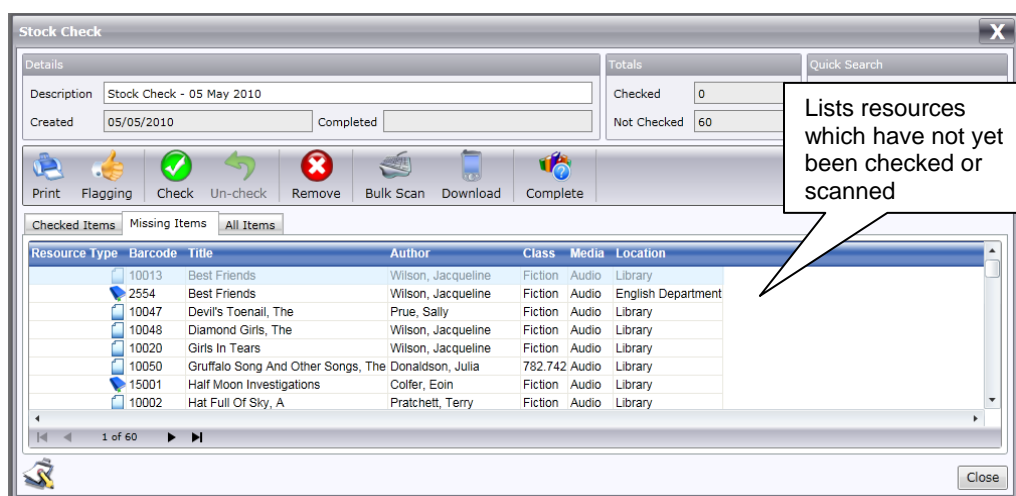 Stock Check
X
Details
Totals
Quick Search
Description Stock Check - 05 May 2010
Checked 0
Created 05/05/2010 Completed
Not Checked 60
Lists resources
which have not yet
been checked or
scanned
Print Flagging Check Un-check Remove Bulk Scan Download Complete
Checked Items Missing Items All Items
Resource Type Barcode Title Author Class Media Location
10013 Best Friends Wilson, Jacqueline Fiction Audio Library
2554 Best Friends Wilson, Jacqueline Fiction Audio English Department
10047 Devil's Toenail, The Prue, Sally Fiction Audio Library
10048 Diamond Girls, The Wilson, Jacqueline Fiction Audio Library
10020 Girls In Tears Wilson, Jacqueline Fiction Audio Library
10050 Gruffalo Song And Other Songs, The Donaldson, Julia 782.742 Audio Library
15001 Half Moon Investigations Colfer, Eoin Fiction Audio Library
10002 Hat Full Of Sky, A Pratchett, Terry Fiction Audio Library
1 of 60
Close